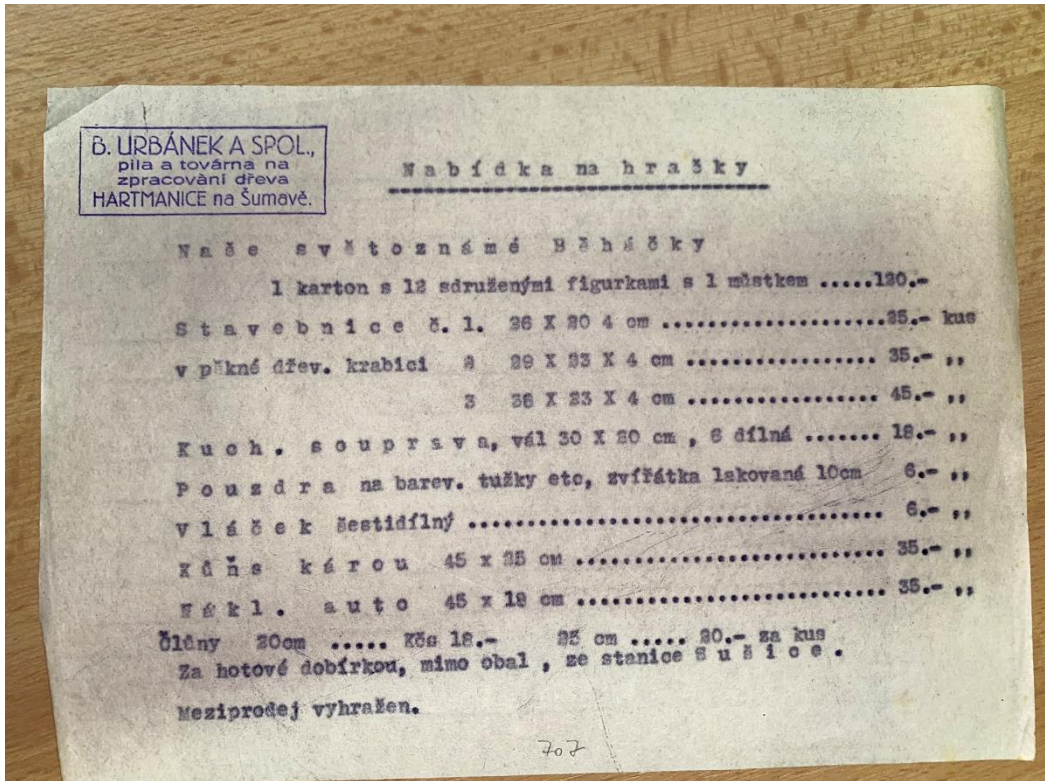 B. URBÁNEK A SPOL.,
pila a továrna na
zpracování dřeva
HARTMANICE na Šumavě.
Nabídka na hračky
Naše světoznámé Běháčky
1 karton s 12 sdruženými figurkami s 1 můstkem .....120.-
Stavebnice č. 1. 26 X 20 4 cm .....................25.- kus
v pěkné dřev. krabici 2 29 X 23 X 4 cm ................. 35.- ,,
3 38 X 23 X 4 cm ................. 45.- ,,
Kuch. souprava, vál 30 X 20 cm , 6 dílná ....... 18.- ,,
Pouzdra na barev. tužky etc, zvířátka lakovaná 10cm 6.- ,,
Vláček šestidílný ................................... 6.- ,,
Kůň s károu 45 x 25 cm ........................... 35.- ,,
Nákl. auto 45 x 18 cm ........................... 35.- ,,
Čluny 20cm ..... Kčs 18.- 25 cm ..... 20.- za kus
Za hotové dobírkou, mimo obal , ze stanice Sušice.
Meziprodej vyhražen.
707